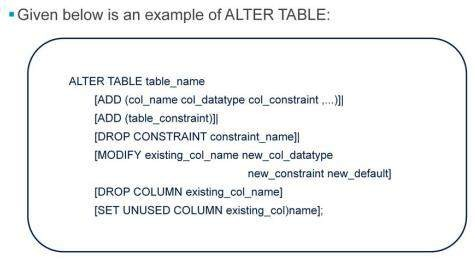 ▪Given below is an example of ALTER TABLE:
ALTER TABLE table_name
[ADD (col_name col_datatype col_constraint ,...)]|
[ADD (table_constraint)]|
[DROP CONSTRAINT constraint_name]|
[MODIFY existing_col_name new_col_datatype
new_constraint new_default]
[DROP COLUMN existing_col_name]
[SET UNUSED COLUMN existing_col)name];